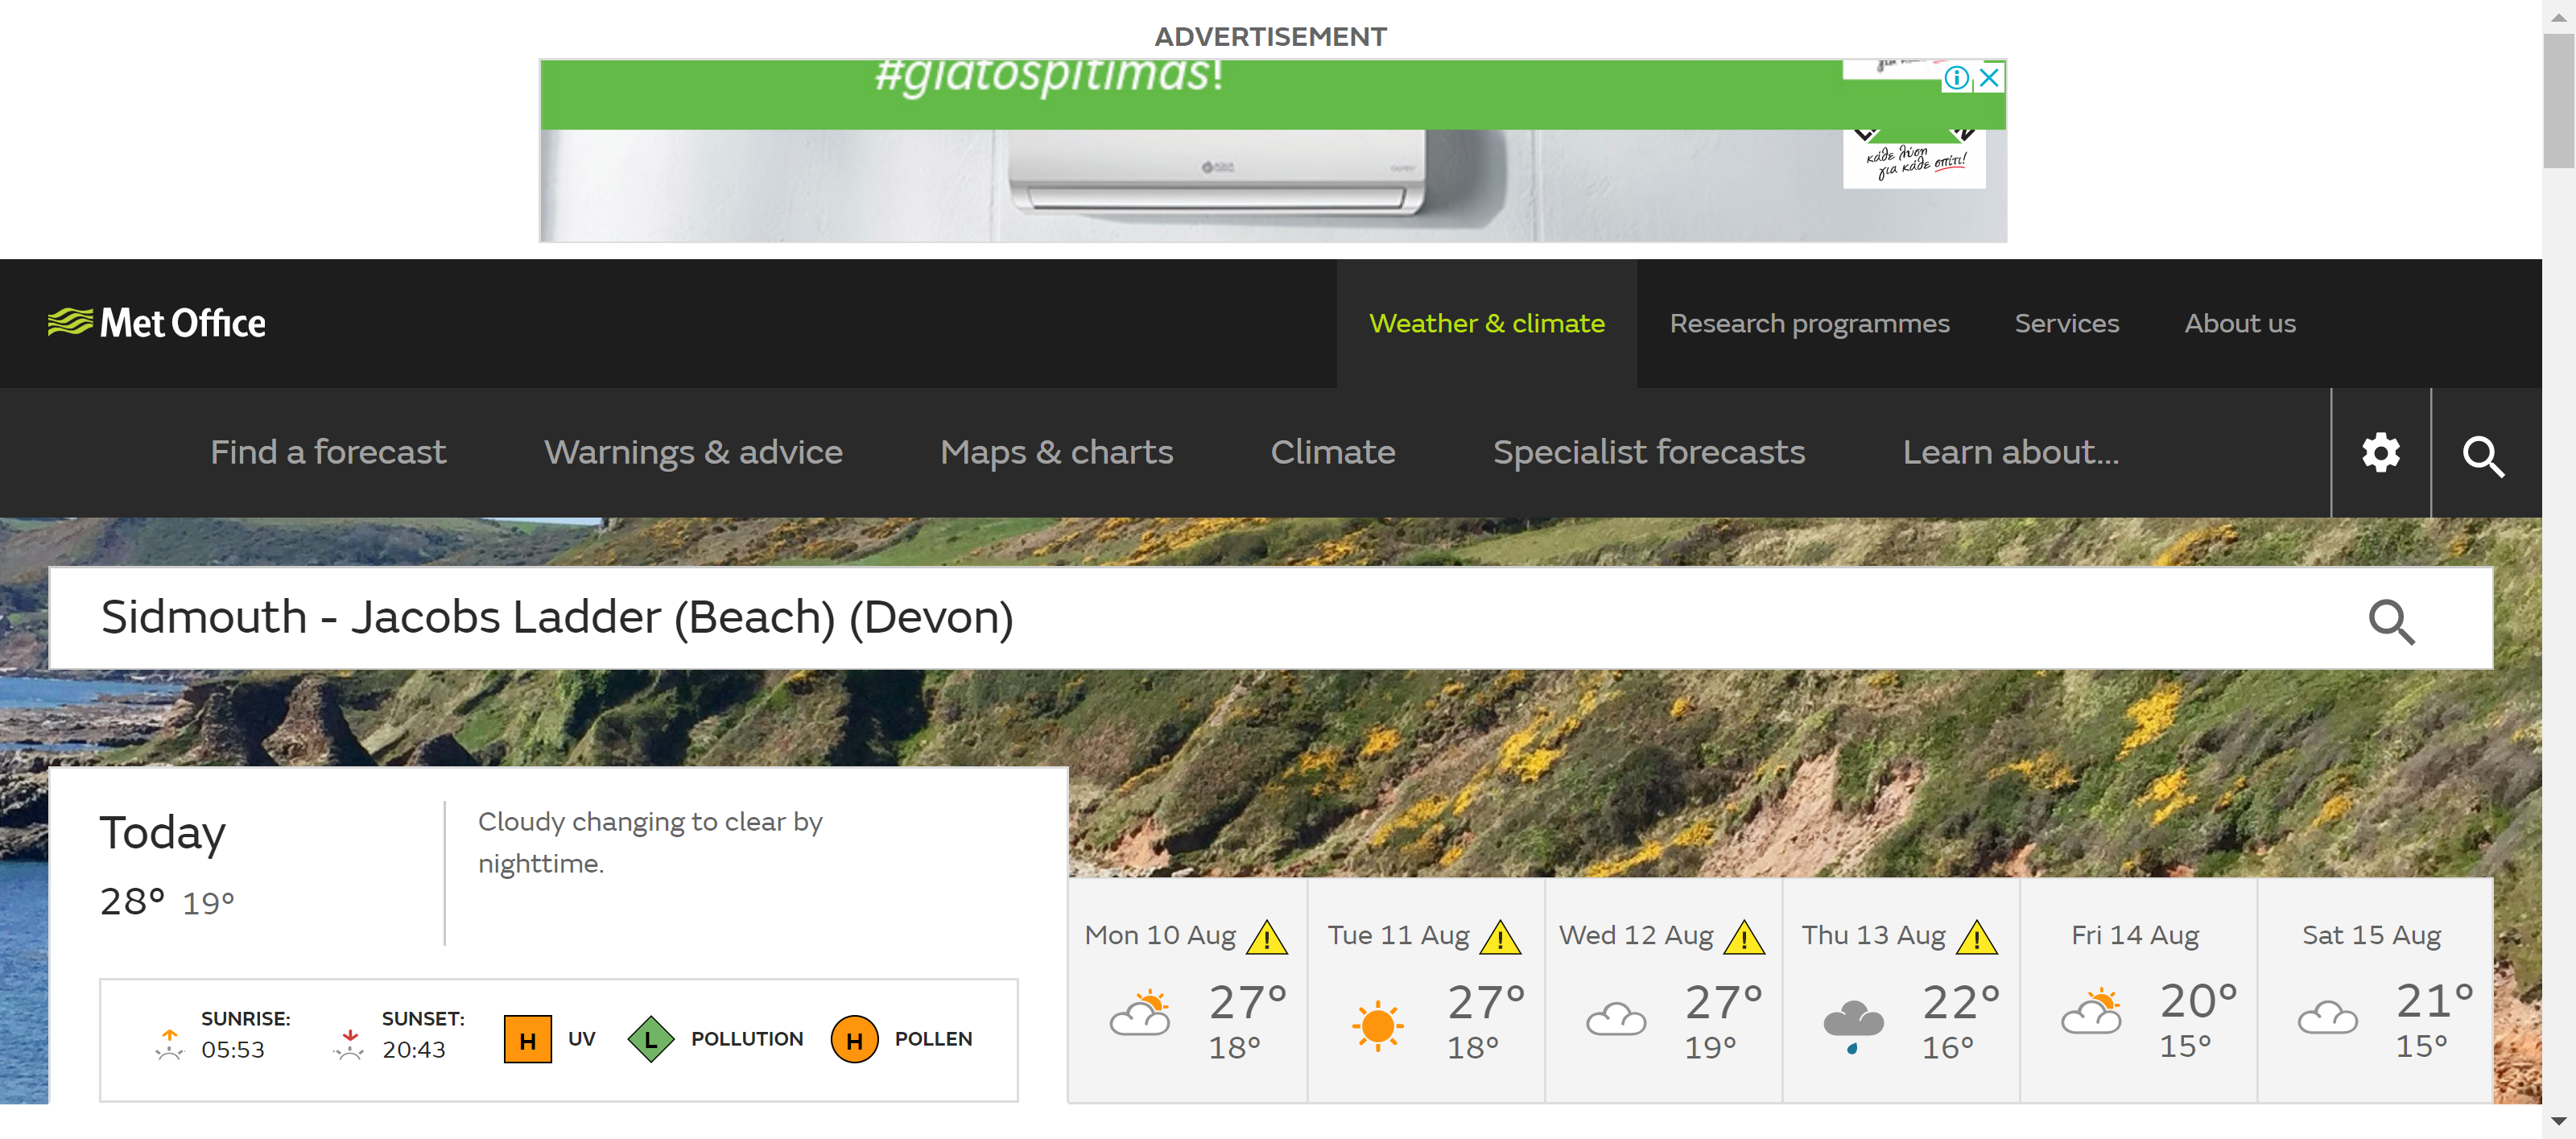 ADVERTISEMENT
#giatospitimas!
κάθε λύση
για κάθε σπίτι!
Met Office
Weather & climate
Research programmes
Services
About us
Find a forecast
Warnings & advice
Maps & charts
Climate
Specialist forecasts
Learn about...
Sidmouth - Jacobs Ladder (Beach) (Devon)
Today
28° 19°
Cloudy changing to clear by
nighttime.
SUNRISE:
05:53
SUNSET:
20:43
H UV
L POLLUTION
H POLLEN
Mon 10 Aug
27°
18°
Tue 11 Aug
27°
18°
Wed 12 Aug
27°
19°
Thu 13 Aug
22°
16°
Fri 14 Aug
20°
15°
Sat 15 Aug
21°
15°